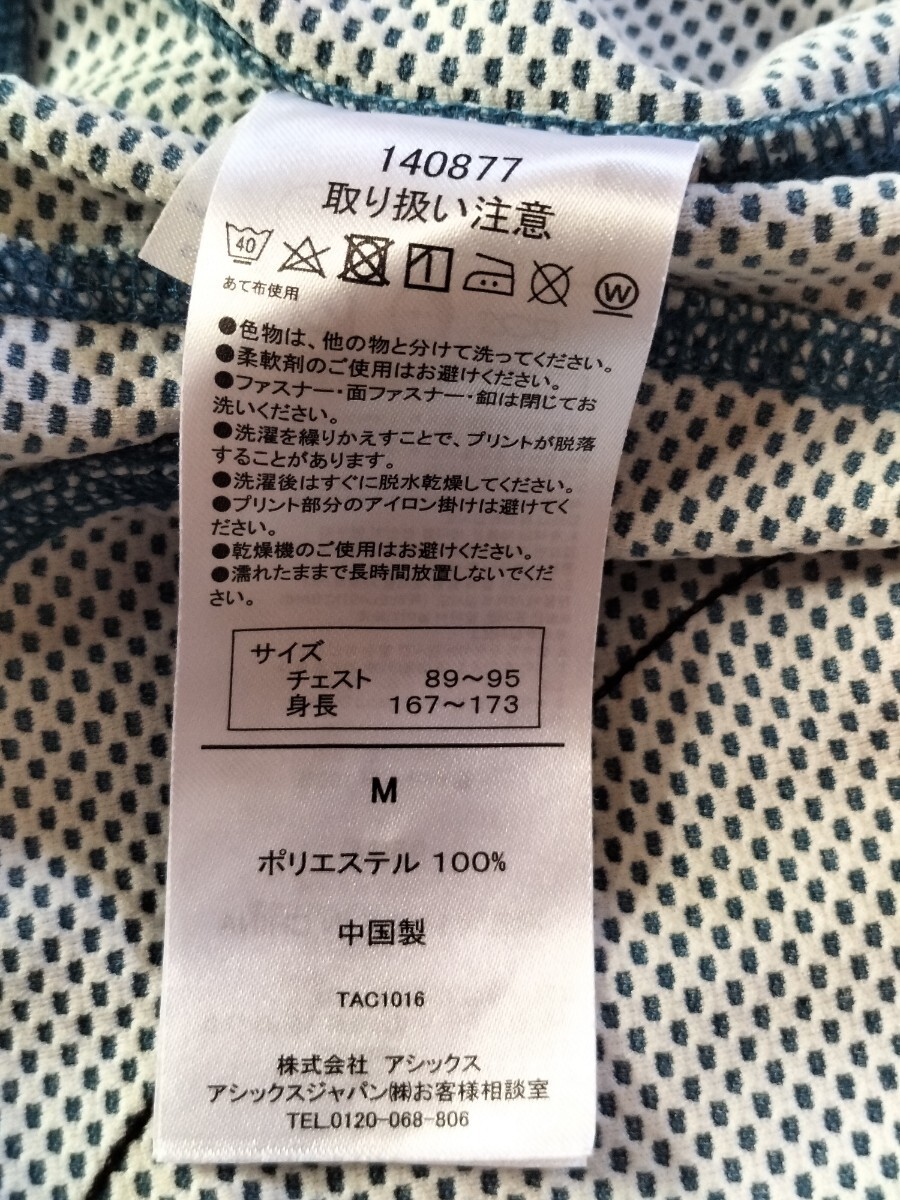 140877
取り扱い注意
40
W
あて布使用
●色物は、他の物と分けて洗ってください。
●柔軟剤のご使用はお避けください。
●ファスナー・面ファスナー・釦は閉じてお
洗いください。
●洗濯を繰りかえすことで、プリントが脱落
することがあります。
●洗濯後はすぐに脱水乾燥してください。
●プリント部分のアイロン掛けは避けてく
ださい。
●乾燥機のご使用はお避けください。
●濡れたままで長時間放置しないでくだ
さい。
サイズ
チェスト 89～95
身長 167～173
M
ポリエステル 100%
中国製
TAC1016
株式会社 アシックス
アシックスジャパン㈱お客様相談室
TEL.0120-068-806